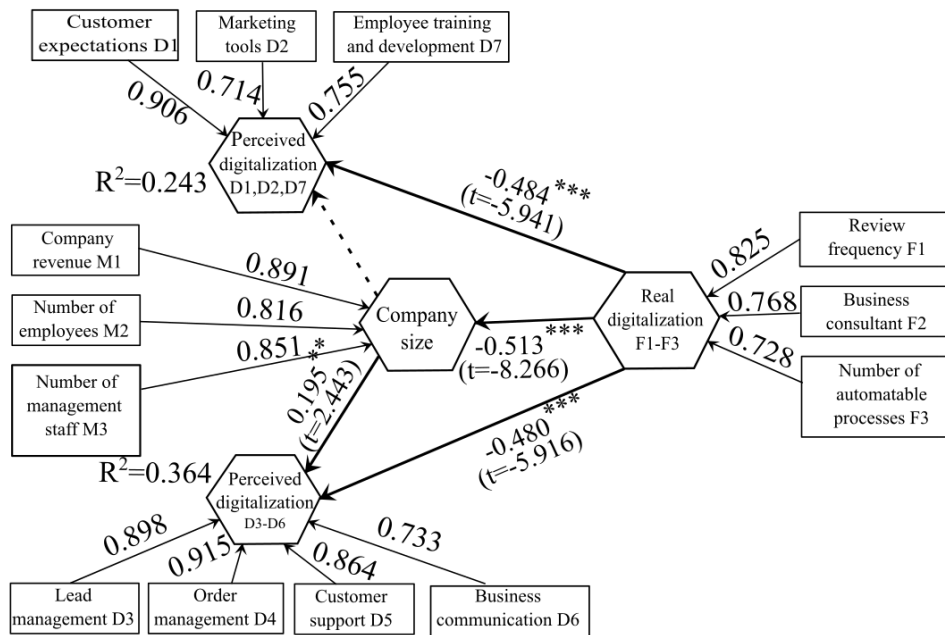 Customer
expectations D1
Marketing
tools D2
Employee training
and development D7
0.906
0.714
0.755
Perceived
digitalization
D1,D2,D7
R²=0.243
-0.484***
(t=-5.941)
Company
revenue M1
0.891
Number of
employees M2
0.816
Number of
management
staff M3
0.851
Company
size
***
-0.513
(t=-8.266)
Real
digitalization
F1-F3
0.825
Review
frequency F1
0.768
Business
consultant F2
0.728
Number of
automatable
processes F3
0.195**
(t=2.443)
-0.480***
(t=-5.916)
R²=0.364
Perceived
digitalization
D3-D6
0.898
0.915
0.864
0.733
Lead
management D3
Order
management D4
Customer
support D5
Business
communication D6